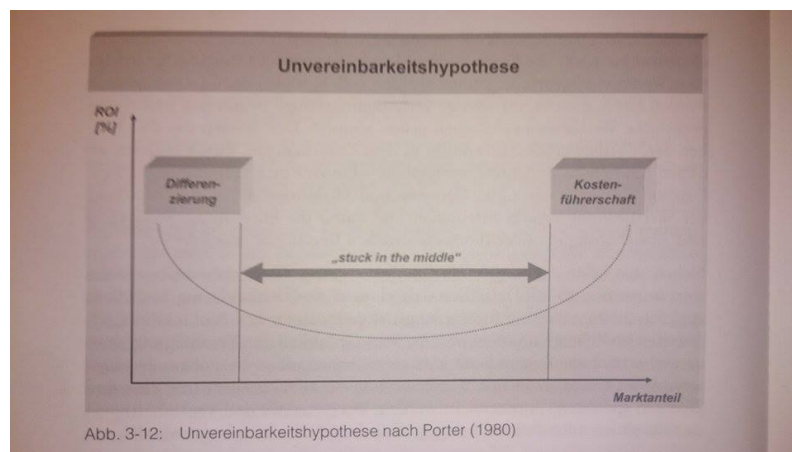 Unvereinbarkeitshypothese
ROI
[%]
Differen-
zierung
Kosten-
führerschaft
„stuck in the middle“
Marktanteil
Abb. 3-12: Unvereinbarkeitshypothese nach Porter (1980)